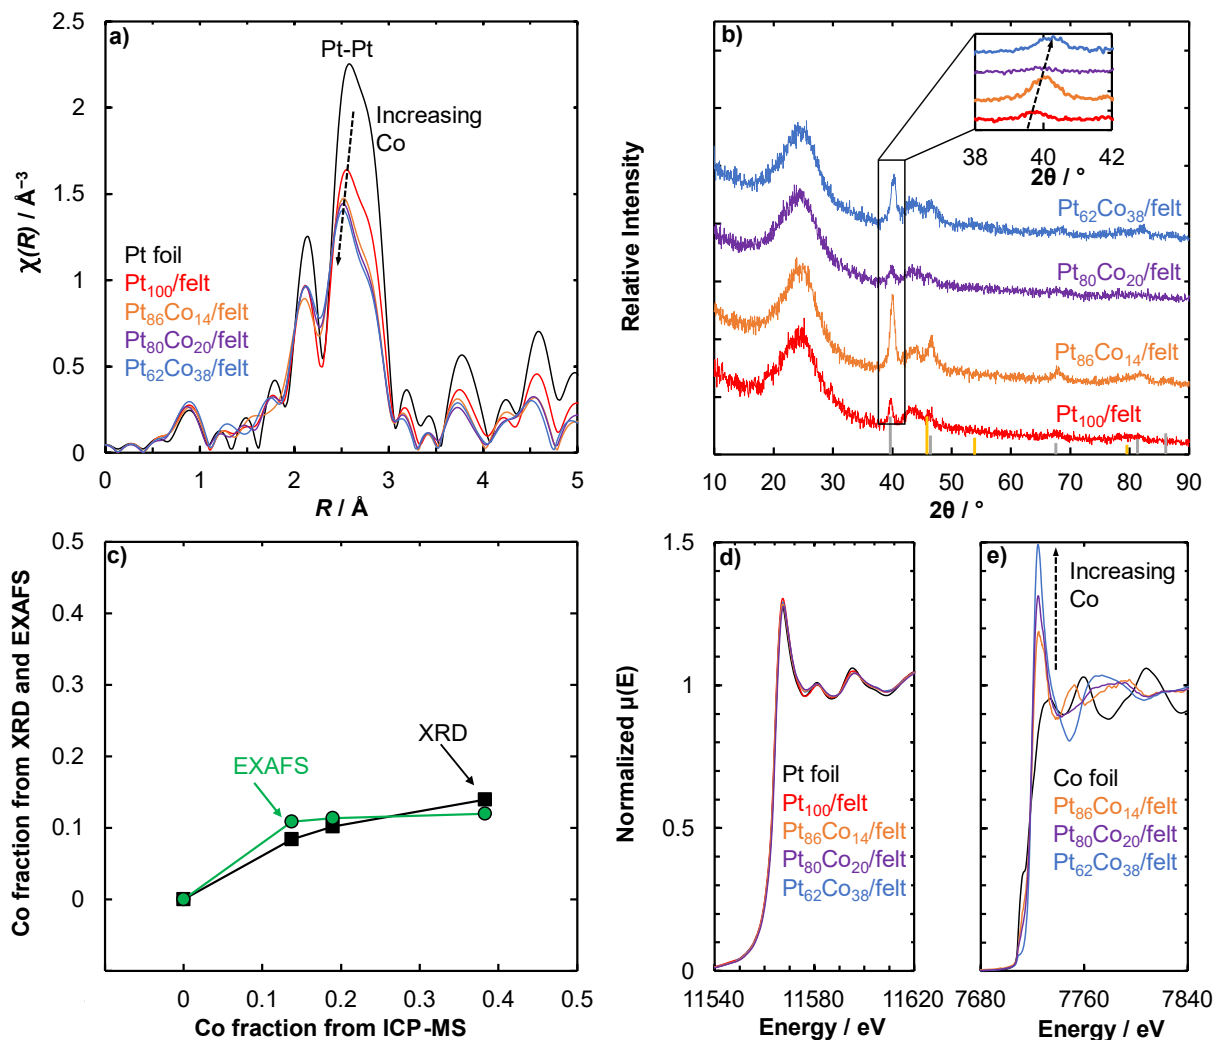 a)
Pt-Pt
Increasing
Co
Pt foil
Pt100/felt
Pt86Co14/felt
Pt80Co20/felt
Pt62Co38/felt
χ(R) / Å⁻³
2.5
2
1.5
1
0.5
0
0 1 2 3 4 5
R / Å
b)
38 40 42
2θ / °
Pt62Co38/felt
Pt80Co20/felt
Pt86Co14/felt
Pt100/felt
Relative Intensity
10 20 30 40 50 60 70 80 90
2θ / °
c)
XRD
EXAFS
Co fraction from XRD and EXAFS
0.5
0.4
0.3
0.2
0.1
0
0 0.1 0.2 0.3 0.4 0.5
Co fraction from ICP-MS
d)
Pt foil
Pt100/felt
Pt86Co14/felt
Pt80Co20/felt
Pt62Co38/felt
Normalized μ(E)
1.5
1
0.5
0
11540 11580 11620
Energy / eV
e)
Increasing
Co
Co foil
Pt86Co14/felt
Pt80Co20/felt
Pt62Co38/felt
7680 7760 7840
Energy / eV